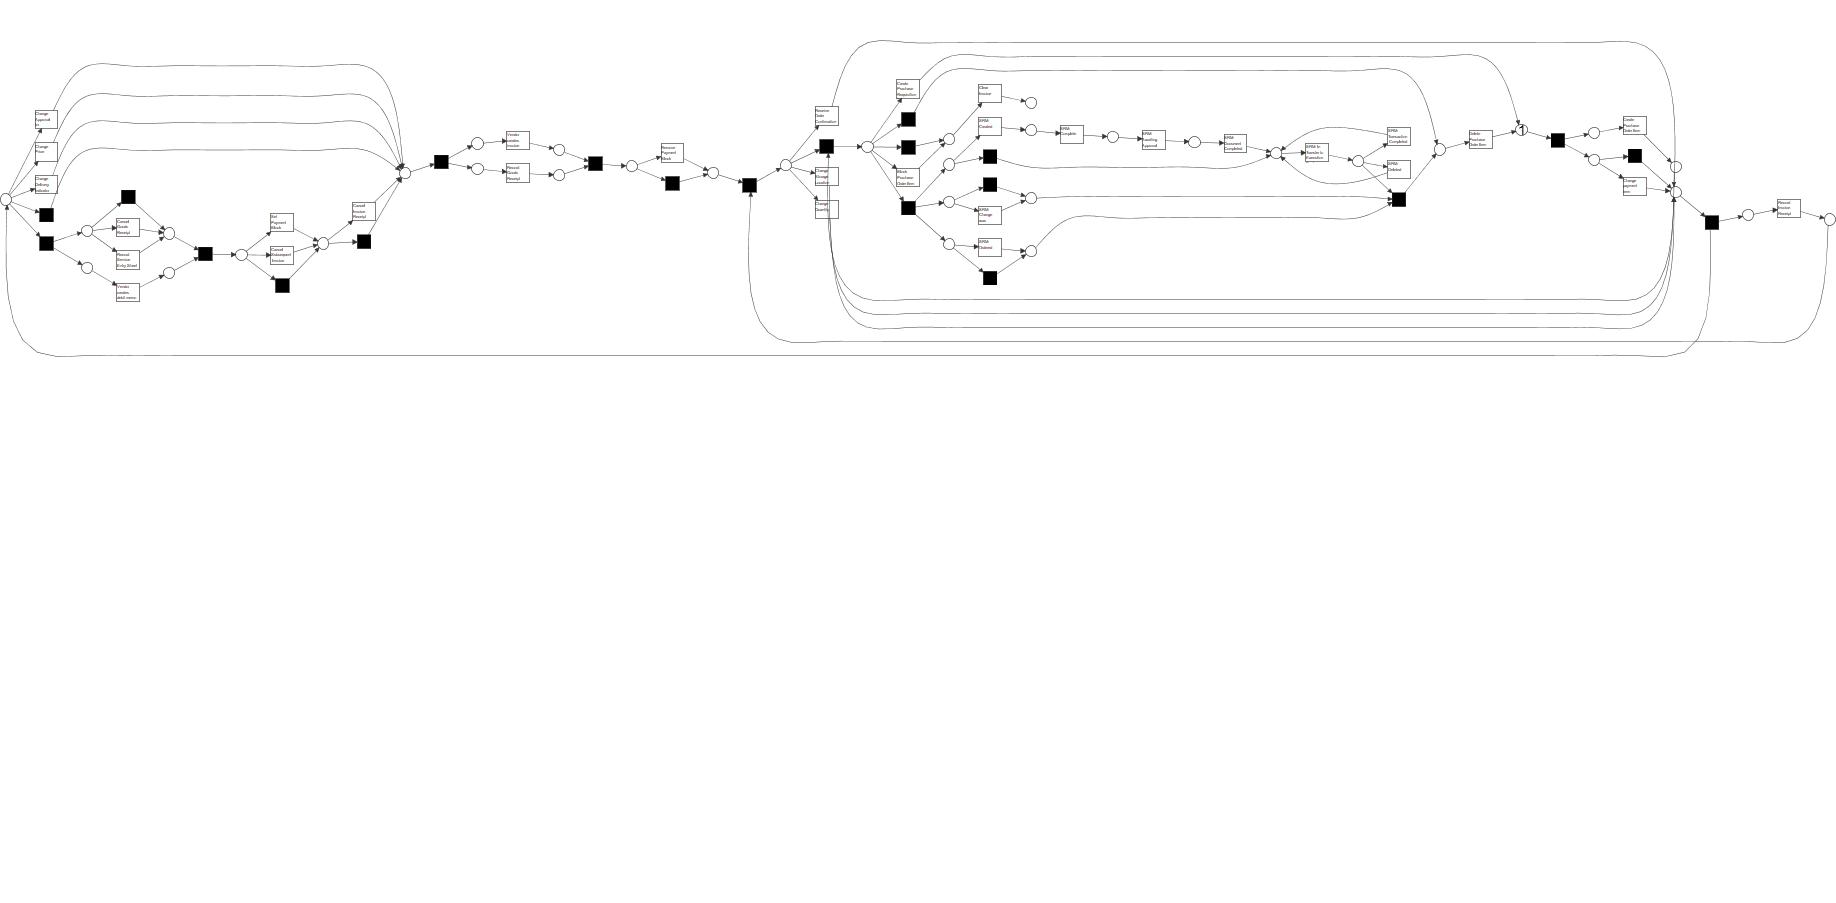 Change
Approval
Change
Price
Change
Delivery
Indicator
Cancel
Goods
Receipt
Record
Service
Entry Sheet
Vendor
creates
debit memo
Set
Payment
Block
Cancel
Subsequent
Invoice
Cancel
Invoice
Receipt
Vendor
creates
invoice
Record
Goods
Receipt
Remove
Payment
Block
Receive
Order
Confirmation
Change
Storage
Location
Change
Quantity
Create
Purchase
Requisition
Block
Purchase
Order Item
Clear
Invoice
SRM:
Created
SRM:
Change
was
SRM:
Ordered
SRM:
Complete
SRM:
Awaiting
Approval
SRM:
Document
Completed
SRM: In
Transfer to
Execution
SRM:
Transaction
Completed
SRM:
Deleted
Delete
Purchase
Order Item
1
Create
Purchase
Order Item
Change
payment
term
Record
Invoice
Receipt